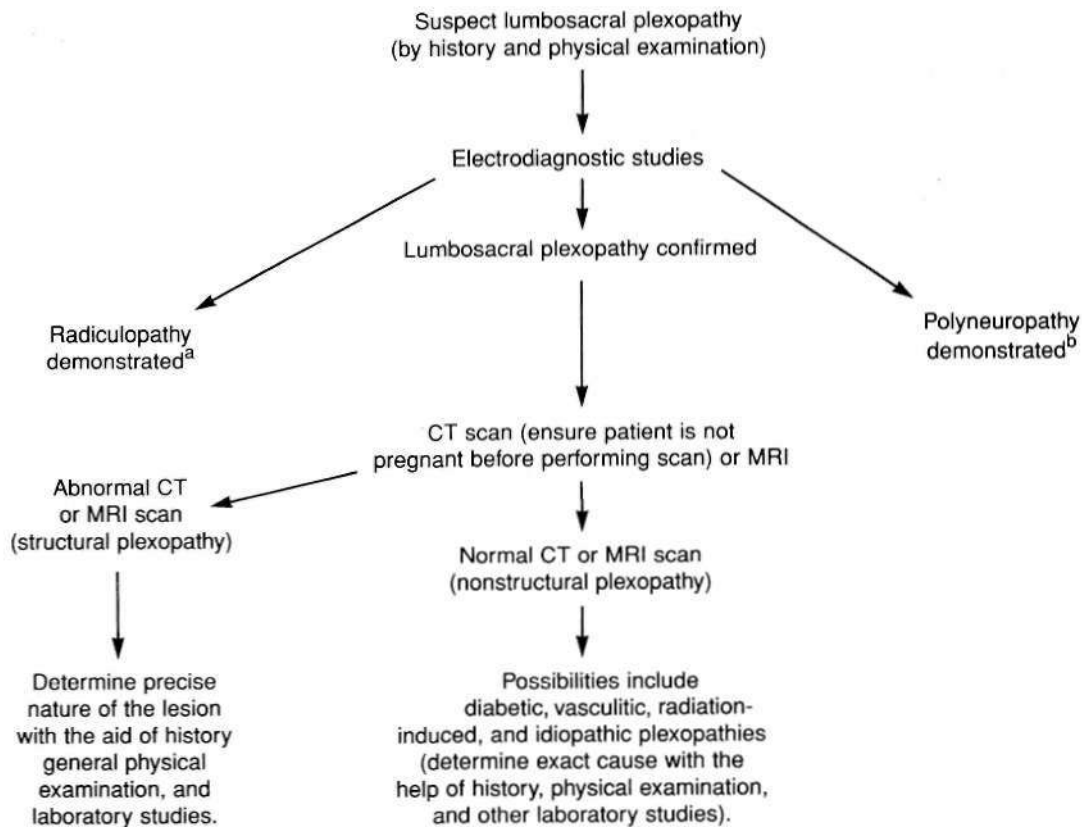 Suspect lumbosacral plexopathy
(by history and physical examination)
Electrodiagnostic studies
Lumbosacral plexopathy confirmed
Radiculopathy
demonstrated^a
Polyneuropathy
demonstrated^b
CT scan (ensure patient is not
pregnant before performing scan) or MRI
Abnormal CT
or MRI scan
(structural plexopathy)
Normal CT or MRI scan
(nonstructural plexopathy)
Determine precise
nature of the lesion
with the aid of history
general physical
examination, and
laboratory studies.
Possibilities include
diabetic, vasculitic, radiation-
induced, and idiopathic plexopathies
(determine exact cause with the
help of history, physical examination,
and other laboratory studies).